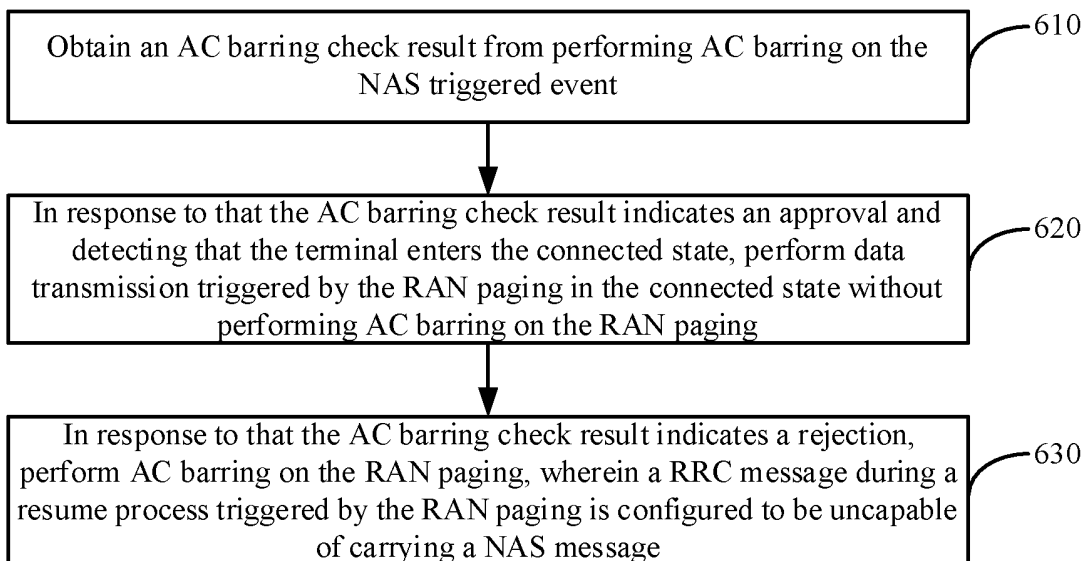 Obtain an AC barring check result from performing AC barring on the
NAS triggered event
610
In response to that the AC barring check result indicates an approval and
detecting that the terminal enters the connected state, perform data
transmission triggered by the RAN paging in the connected state without
performing AC barring on the RAN paging
620
In response to that the AC barring check result indicates a rejection,
perform AC barring on the RAN paging, wherein a RRC message during a
resume process triggered by the RAN paging is configured to be uncapable
of carrying a NAS message
630